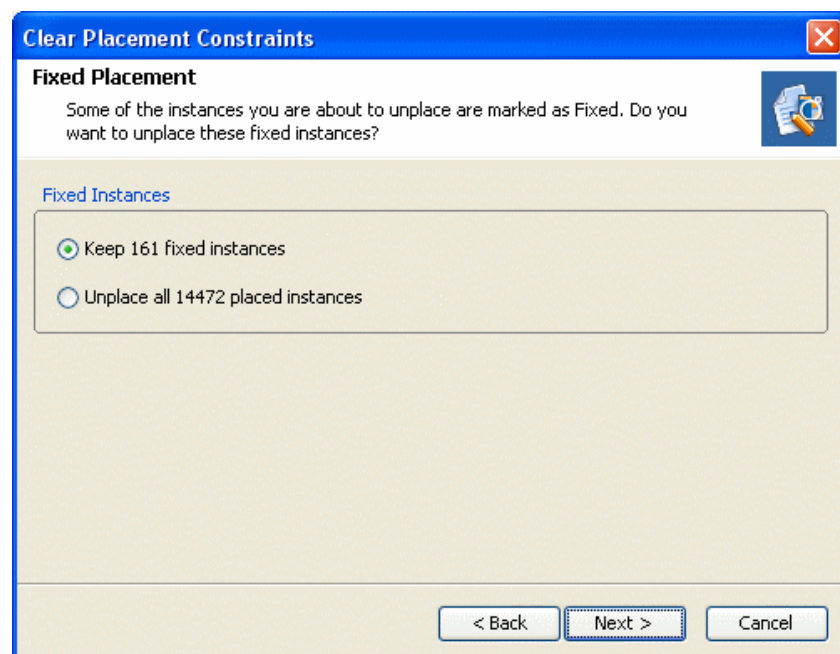 Clear Placement Constraints
Fixed Placement
Some of the instances you are about to unplace are marked as Fixed. Do you
want to unplace these fixed instances?
Fixed Instances
Keep 161 fixed instances
Unplace all 14472 placed instances
< Back
Next >
Cancel